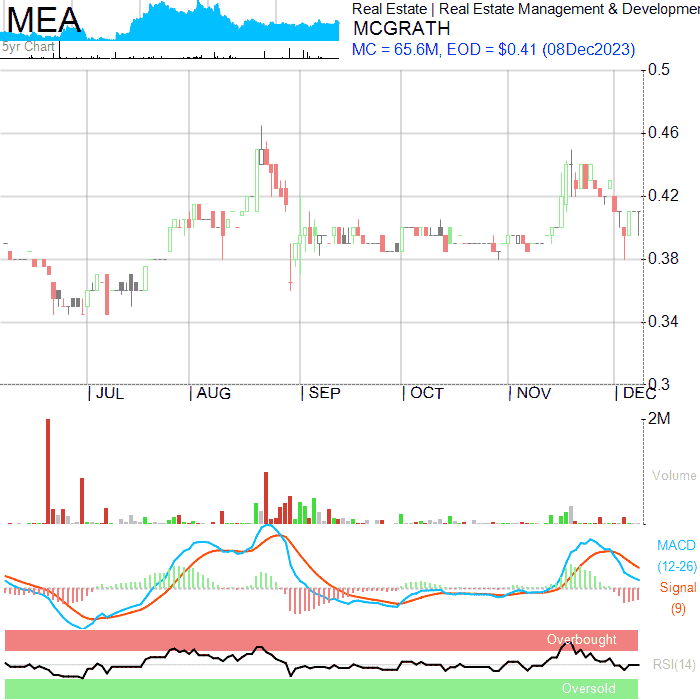 MEA
5yr Chart
Real Estate | Real Estate Management & Developmen
MCGRATH
MC = 65.6M, EOD = $0.41 (08Dec2023)
0.5
0.46
0.42
0.38
0.34
0.3
JUL AUG SEP OCT NOV DEC
2M
Volume
MACD
(12-26)
Signal
(9)
Overbought
RSI(14)
Oversold